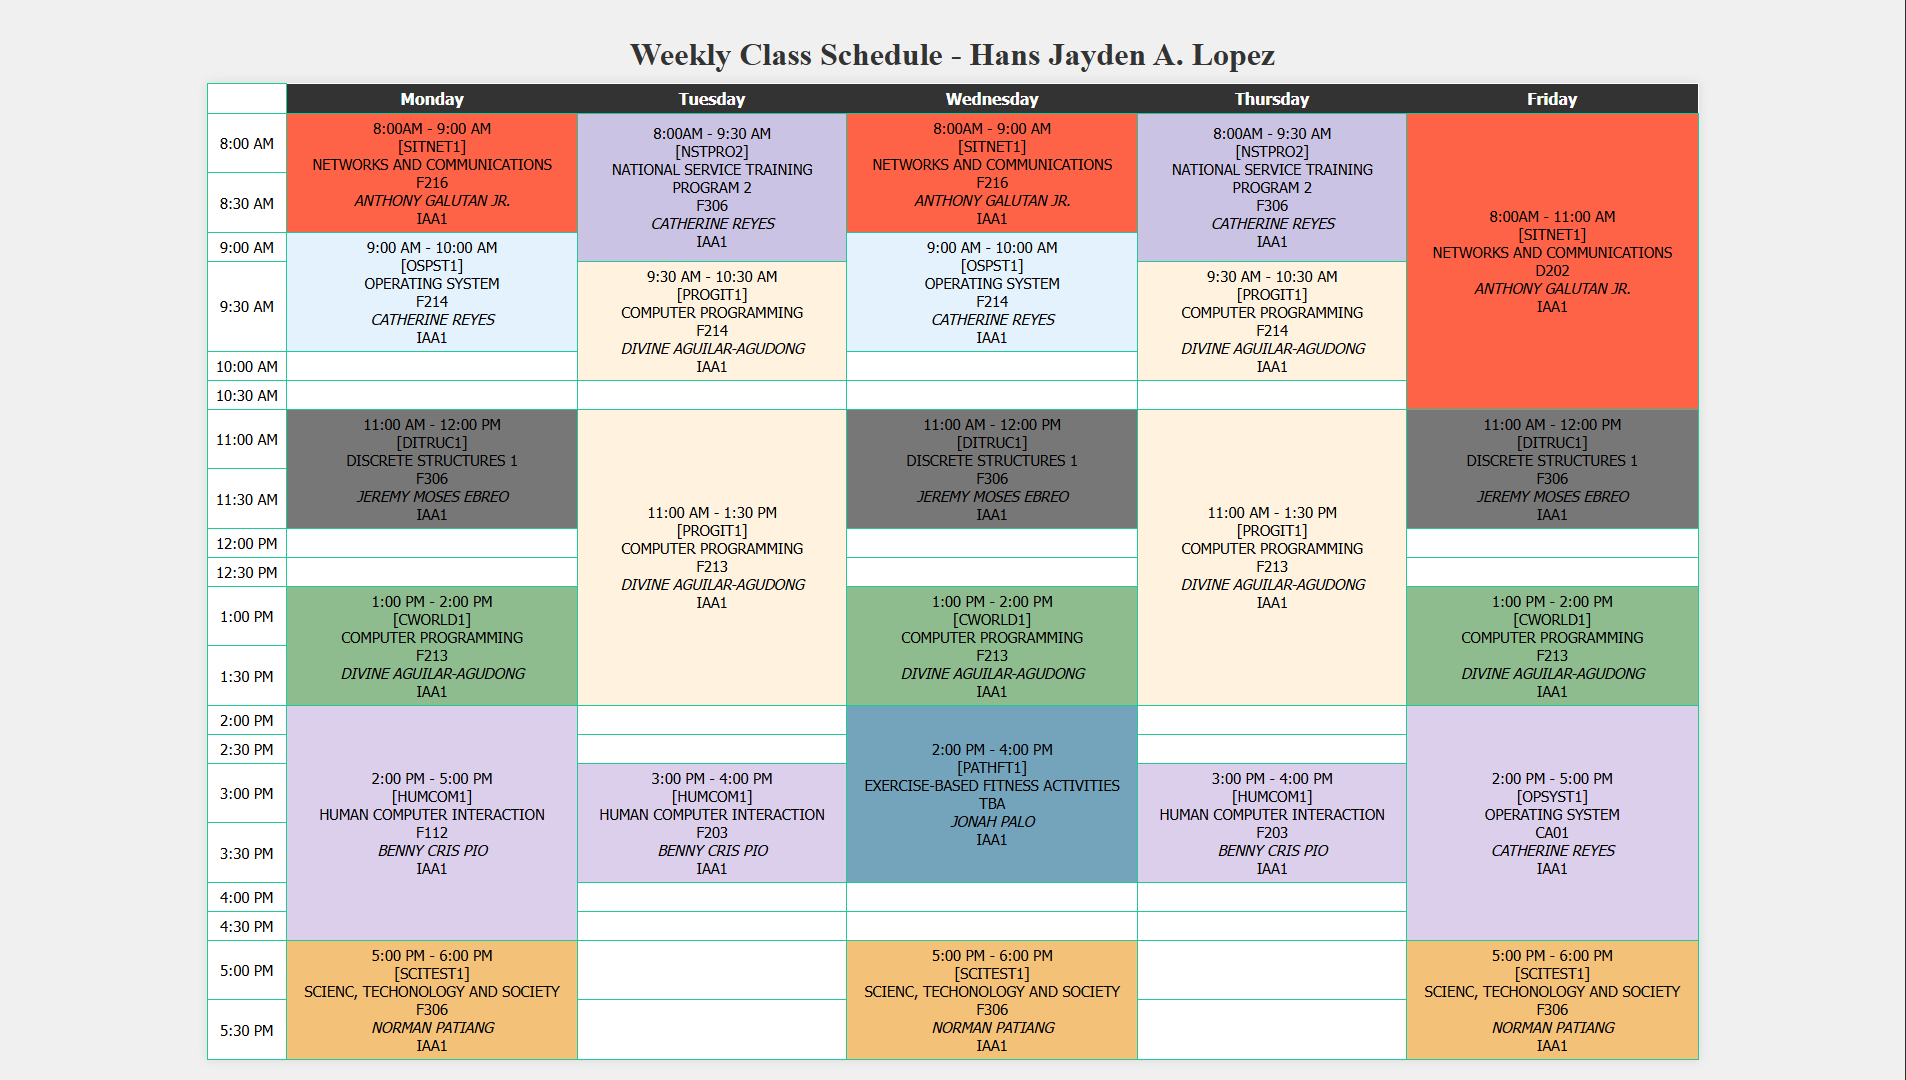 Weekly Class Schedule - Hans Jayden A. Lopez
Monday Tuesday Wednesday Thursday Friday
8:00 AM
8:00AM - 9:00 AM
[SITNET1]
NETWORKS AND COMMUNICATIONS
F216
ANTHONY GALUTAN JR.
IAA1
8:00AM - 9:30 AM
[NSTPRO2]
NATIONAL SERVICE TRAINING
PROGRAM 2
F306
CATHERINE REYES
IAA1
8:00AM - 9:00 AM
[SITNET1]
NETWORKS AND COMMUNICATIONS
F216
ANTHONY GALUTAN JR.
IAA1
8:00AM - 9:30 AM
[NSTPRO2]
NATIONAL SERVICE TRAINING
PROGRAM 2
F306
CATHERINE REYES
IAA1
8:00AM - 11:00 AM
[SITNET1]
NETWORKS AND COMMUNICATIONS
D202
ANTHONY GALUTAN JR.
IAA1
8:30 AM
9:00 AM
9:00 AM - 10:00 AM
[OSPST1]
OPERATING SYSTEM
F214
CATHERINE REYES
IAA1
9:00 AM - 10:00 AM
[OSPST1]
OPERATING SYSTEM
F214
CATHERINE REYES
IAA1
9:30 AM
9:30 AM - 10:30 AM
[PROGIT1]
COMPUTER PROGRAMMING
F214
DIVINE AGUILAR-AGUDONG
IAA1
9:30 AM - 10:30 AM
[PROGIT1]
COMPUTER PROGRAMMING
F214
DIVINE AGUILAR-AGUDONG
IAA1
10:00 AM
10:30 AM
11:00 AM
11:00 AM - 12:00 PM
[DITRUC1]
DISCRETE STRUCTURES 1
F306
JEREMY MOSES EBREO
IAA1
11:00 AM - 1:30 PM
[PROGIT1]
COMPUTER PROGRAMMING
F213
DIVINE AGUILAR-AGUDONG
IAA1
11:00 AM - 12:00 PM
[DITRUC1]
DISCRETE STRUCTURES 1
F306
JEREMY MOSES EBREO
IAA1
11:00 AM - 1:30 PM
[PROGIT1]
COMPUTER PROGRAMMING
F213
DIVINE AGUILAR-AGUDONG
IAA1
11:00 AM - 12:00 PM
[DITRUC1]
DISCRETE STRUCTURES 1
F306
JEREMY MOSES EBREO
IAA1
11:30 AM
12:00 PM
12:30 PM
1:00 PM
1:00 PM - 2:00 PM
[CWORLD1]
COMPUTER PROGRAMMING
F213
DIVINE AGUILAR-AGUDONG
IAA1
1:00 PM - 2:00 PM
[CWORLD1]
COMPUTER PROGRAMMING
F213
DIVINE AGUILAR-AGUDONG
IAA1
1:00 PM - 2:00 PM
[CWORLD1]
COMPUTER PROGRAMMING
F213
DIVINE AGUILAR-AGUDONG
IAA1
1:30 PM
2:00 PM
2:00 PM - 5:00 PM
[HUMCOM1]
HUMAN COMPUTER INTERACTION
F112
BENNY CRIS PIO
IAA1
2:00 PM - 4:00 PM
[PATHFT1]
EXERCISE-BASED FITNESS ACTIVITIES
TBA
JONAH PALO
IAA1
2:00 PM - 5:00 PM
[OPSYST1]
OPERATING SYSTEM
CA01
CATHERINE REYES
IAA1
2:30 PM
3:00 PM
3:00 PM - 4:00 PM
[HUMCOM1]
HUMAN COMPUTER INTERACTION
F203
BENNY CRIS PIO
IAA1
3:00 PM - 4:00 PM
[HUMCOM1]
HUMAN COMPUTER INTERACTION
F203
BENNY CRIS PIO
IAA1
3:30 PM
4:00 PM
4:30 PM
5:00 PM
5:00 PM - 6:00 PM
[SCITEST1]
SCIENC, TECHONOLOGY AND SOCIETY
F306
NORMAN PATIANG
IAA1
5:00 PM - 6:00 PM
[SCITEST1]
SCIENC, TECHONOLOGY AND SOCIETY
F306
NORMAN PATIANG
IAA1
5:00 PM - 6:00 PM
[SCITEST1]
SCIENC, TECHONOLOGY AND SOCIETY
F306
NORMAN PATIANG
IAA1
5:30 PM